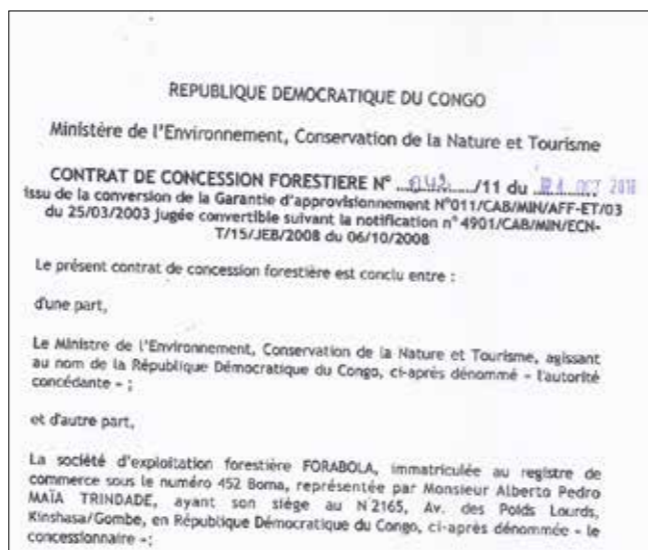 REPUBLIQUE DEMOCRATIQUE DU CONGO
Ministère de l'Environnement, Conservation de la Nature et Tourisme
CONTRAT DE CONCESSION FORESTIERE N° ...042...../11 du ... OCT ....
issu de la conversion de la Garantie d'approvisionnement N°011/CAB/MIN/AFF-ET/03
du 25/03/2003 jugée convertible suivant la notification n° 4901/CAB/MIN/ECN-
T/15/JEB/2008 du 06/10/2008
Le présent contrat de concession forestière est conclu entre :
d'une part,
Le Ministre de l'Environnement, Conservation de la Nature et Tourisme, agissant
au nom de la République Démocratique du Congo, ci-après dénommé « l'autorité
concédante » ;
et d'autre part,
La société d'exploitation forestière FORABOLA, immatriculée au registre de
commerce sous le numéro 452 Boma, représentée par Monsieur Alberto Pedro
MAÏA TRINDADE, ayant son siège au N°2165, Av. des Poids Lourds,
Kinshasa/Gombe, en République Démocratique du Congo, ci-après dénommée « le
concessionnaire »;